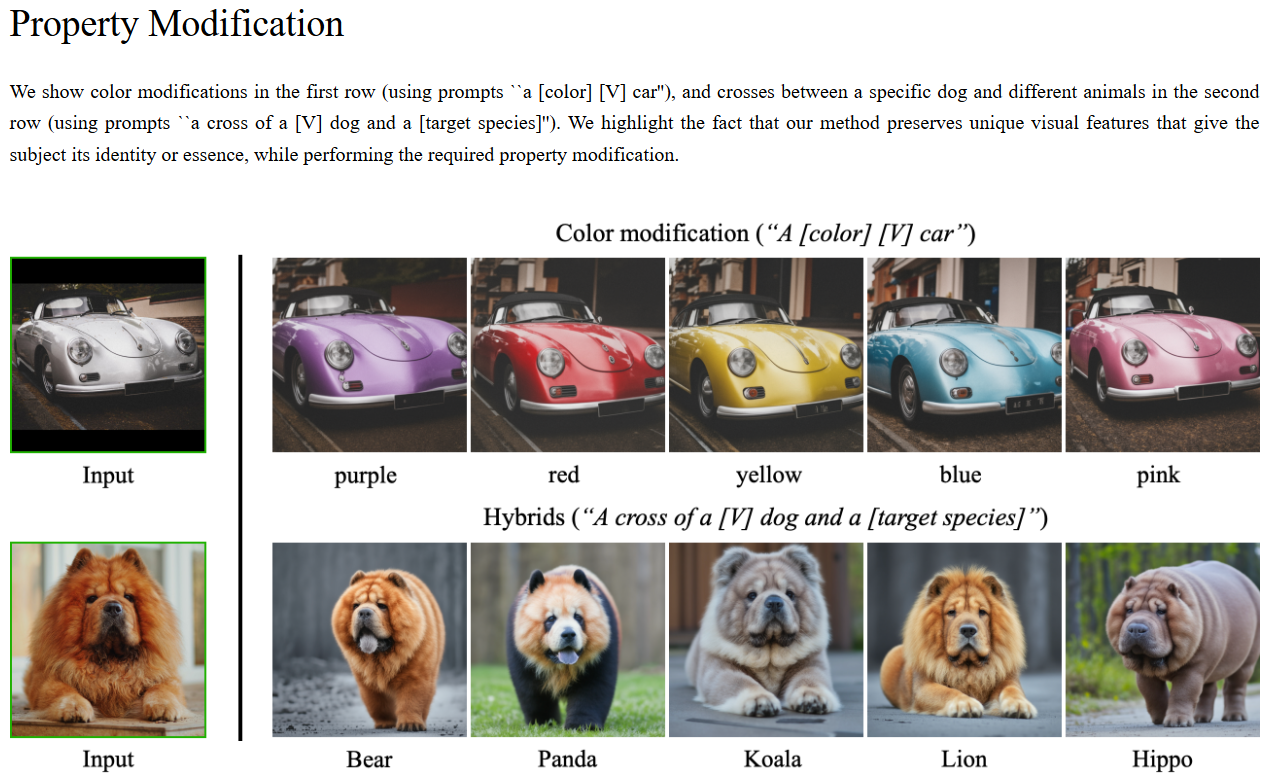 Property Modification
We show color modifications in the first row (using prompts ``a [color] [V] car''), and crosses between a specific dog and different animals in the second
row (using prompts ``a cross of a [V] dog and a [target species]''). We highlight the fact that our method preserves unique visual features that give the
subject its identity or essence, while performing the required property modification.
Color modification (“A [color] [V] car”)
Input
purple
red
yellow
blue
pink
Hybrids (“A cross of a [V] dog and a [target species]”)
Input
Bear
Panda
Koala
Lion
Hippo